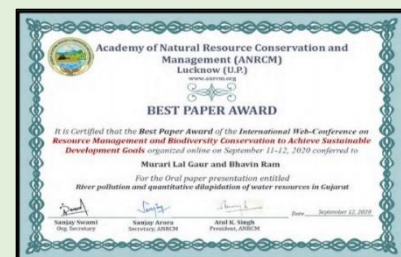 Academy of Natural Resource Conservation and
Management (ANRCM)
Lucknow (U.P.)
www.anrcm.org
BEST PAPER AWARD
It is Certified that the Best Paper Award of the International Web-Conference on
Resource Management and Biodiversity Conservation to Achieve Sustainable
Development Goals organized online on September 11-12, 2020 conferred to
Murari Lal Gaur and Bhavin Ram
For the Oral paper presentation entitled
River pollution and quantitative dilapidation of water resources in Gujarat
Date September 12, 2020
Sanjay Swami Sanjay Arora Atul K. Singh
Org. Secretary Secretary, ANRCM President, ANRCM